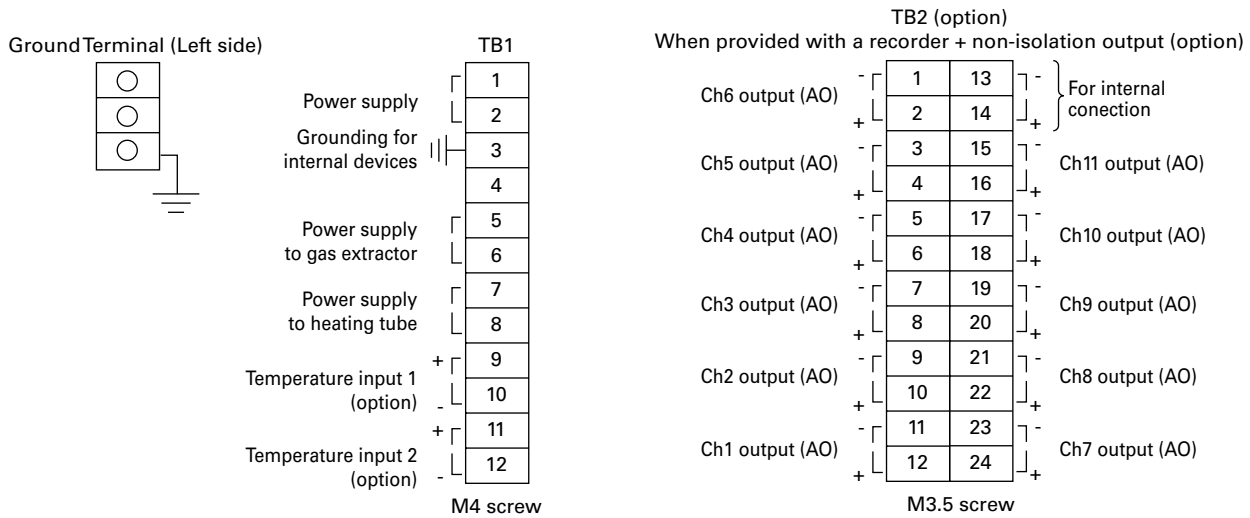 Ground Terminal (Left side)
TB1
1
Power supply
2
Grounding for
internal devices
3
4
5
Power supply
to gas extractor
6
7
Power supply
to heating tube
8
+
9
Temperature input 1
(option)
10
-
+
11
Temperature input 2
(option)
12
-
M4 screw
TB2 (option)
When provided with a recorder + non-isolation output (option)
- 1 13 -
Ch6 output (AO)
For internal
conection
+ 2 14 +
- 3 15 -
Ch5 output (AO) Ch11 output (AO)
+ 4 16 +
- 5 17 -
Ch4 output (AO) Ch10 output (AO)
+ 6 18 +
- 7 19 -
Ch3 output (AO) Ch9 output (AO)
+ 8 20 +
- 9 21 -
Ch2 output (AO) Ch8 output (AO)
+ 10 22 +
- 11 23 -
Ch1 output (AO) Ch7 output (AO)
+ 12 24 +
M3.5 screw